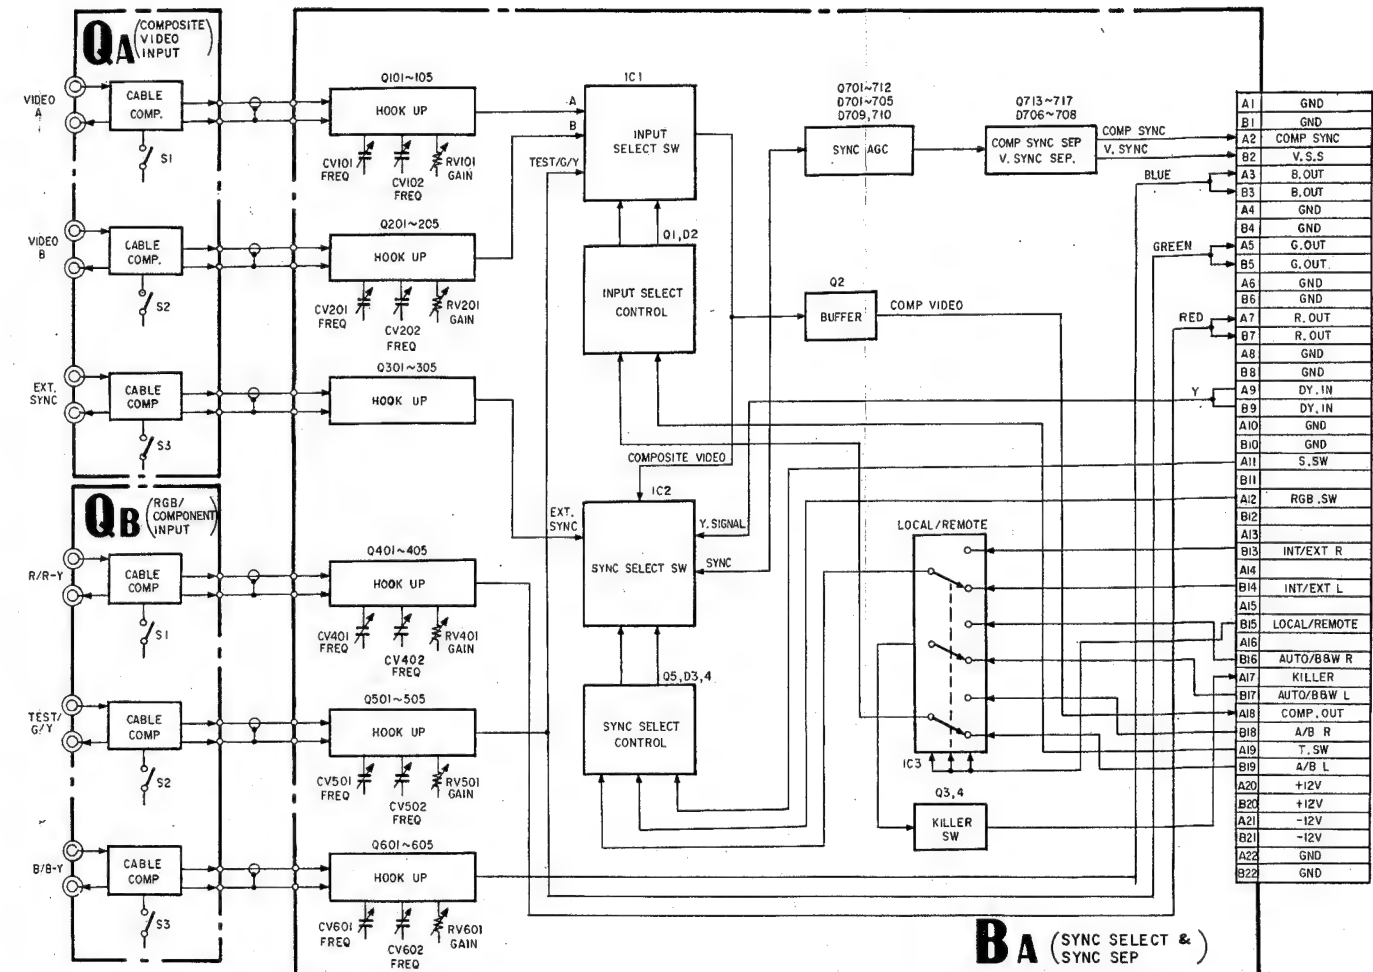 QA (COMPOSITE VIDEO INPUT)
VIDEO A
CABLE COMP.
S1
VIDEO B
CABLE COMP.
S2
EXT. SYNC
CABLE COMP
S3
QB (RGB/ COMPONENT INPUT)
R/R-Y
CABLE COMP
S1
TEST/ G/Y
CABLE COMP
S2
B/B-Y
CABLE COMP
S3
Q101~105
HOOK UP
CV101 FREQ
CV102 FREQ
RV101 GAIN
Q201~205
HOOK UP
CV201 FREQ
CV202 FREQ
RV201 GAIN
Q301~305
HOOK UP
Q401~405
HOOK UP
CV401 FREQ
CV402 FREQ
RV401 GAIN
Q501~505
HOOK UP
CV501 FREQ
CV502 FREQ
RV501 GAIN
Q601~605
HOOK UP
CV601 FREQ
CV602 FREQ
RV601 GAIN
A
B
TEST/G/Y
IC1
INPUT SELECT SW
Q1,D2
INPUT SELECT CONTROL
COMPOSITE VIDEO
EXT. SYNC
IC2
SYNC SELECT SW
Y.SIGNAL
SYNC
Q5,D3,4
SYNC SELECT CONTROL
Q701~712
D701~705
D709,710
SYNC AGC
Q713~717
D706~708
COMP SYNC SEP
V.SYNC SEP.
COMP SYNC
V.SYNC
Q2
BUFFER
COMP VIDEO
BLUE
GREEN
RED
Y
LOCAL/REMOTE
IC3
Q3,4
KILLER SW
A1 GND
B1 GND
A2 COMP SYNC
B2 V.S.S
A3 B.OUT
B3 B.OUT
A4 GND
B4 GND
A5 G.OUT
B5 G.OUT
A6 GND
B6 GND
A7 R.OUT
B7 R.OUT
A8 GND
B8 GND
A9 DY.IN
B9 DY.IN
A10 GND
B10 GND
A11 S.SW
B11
A12 RGB.SW
B12
A13
B13 INT/EXT R
A14
B14 INT/EXT L
A15
B15 LOCAL/REMOTE
A16
B16 AUTO/B&W R
A17 KILLER
B17 AUTO/B&W L
A18 COMP.OUT
B18 A/B R
A19 T.SW
B19 A/B L
A20 +12V
B20 +12V
A21 -12V
B21 -12V
A22 GND
B22 GND
BA (SYNC SELECT & SYNC SEP)